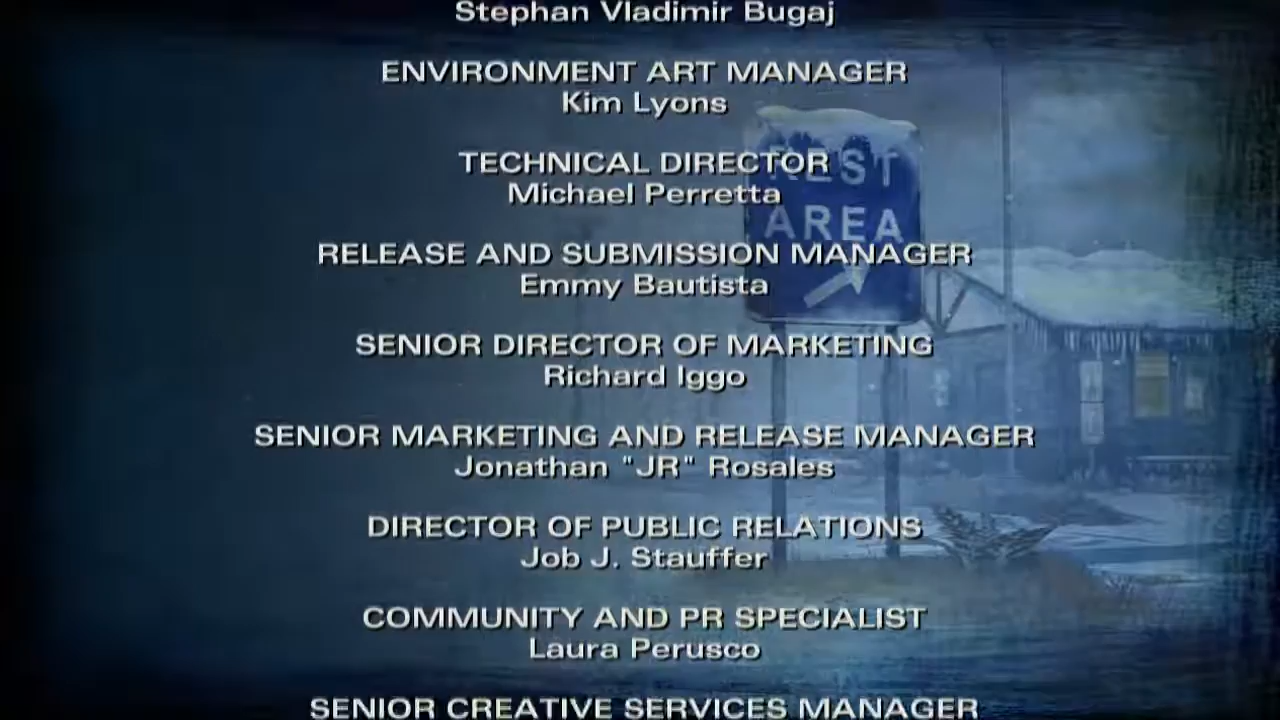 Stephan Vladimir Bugaj
ENVIRONMENT ART MANAGER
Kim Lyons
TECHNICAL DIRECTOR
Michael Perretta
RELEASE AND SUBMISSION MANAGER
Emmy Bautista
SENIOR DIRECTOR OF MARKETING
Richard Iggo
SENIOR MARKETING AND RELEASE MANAGER
Jonathan "JR" Rosales
DIRECTOR OF PUBLIC RELATIONS
Job J. Stauffer
COMMUNITY AND PR SPECIALIST
Laura Perusco
SENIOR CREATIVE SERVICES MANAGER
REST
AREA